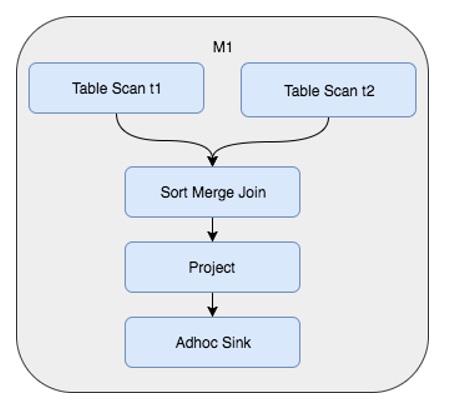 M1
Table Scan t1
Table Scan t2
Sort Merge Join
Project
Adhoc Sink